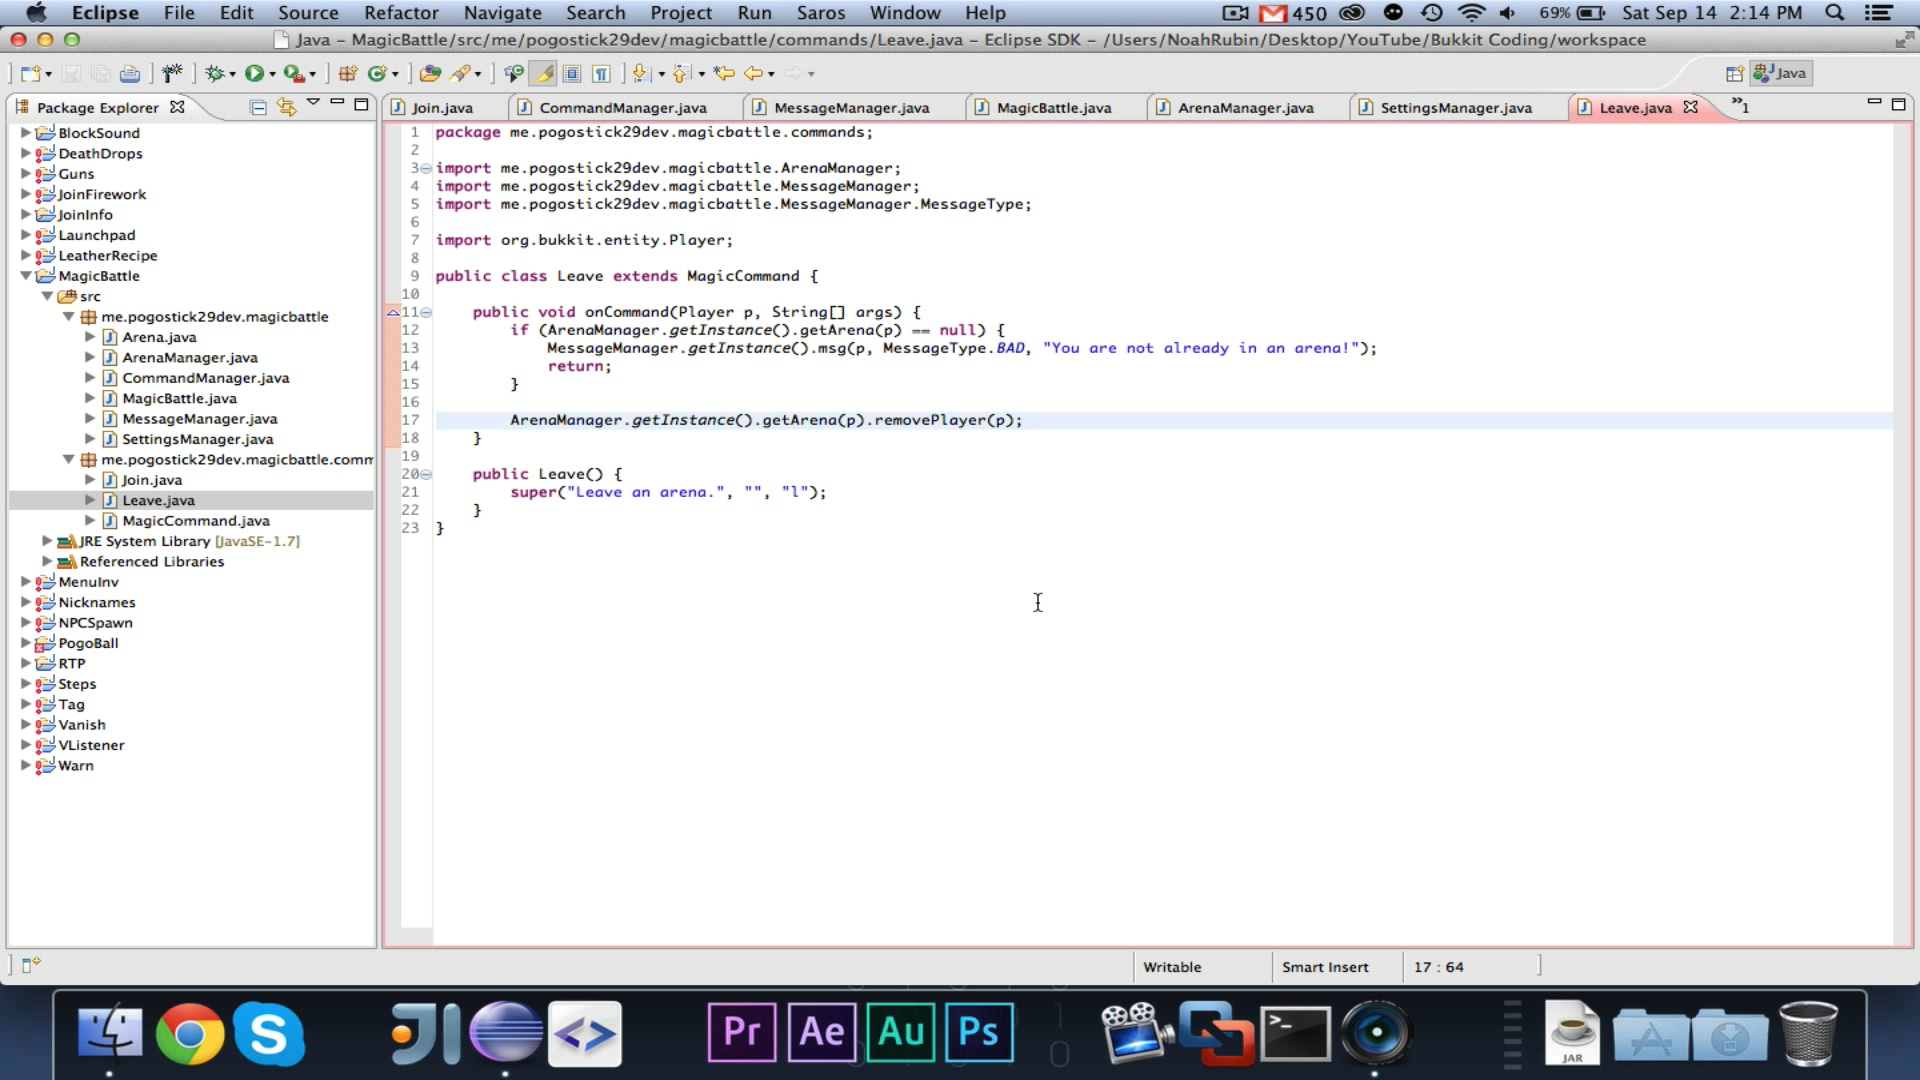 Eclipse File Edit Source Refactor Navigate Search Project Run Saros Window Help 450 69% Sat Sep 14 2:14 PM
Java – MagicBattle/src/me/pogostick29dev/magicbattle/commands/Leave.java – Eclipse SDK – /Users/NoahRubin/Desktop/YouTube/Bukkit Coding/workspace
Java
Package Explorer
Join.java CommandManager.java MessageManager.java MagicBattle.java ArenaManager.java SettingsManager.java Leave.java »1
BlockSound
DeathDrops
Guns
JoinFirework
JoinInfo
Launchpad
LeatherRecipe
MagicBattle
src
me.pogostick29dev.magicbattle
Arena.java
ArenaManager.java
CommandManager.java
MagicBattle.java
MessageManager.java
SettingsManager.java
me.pogostick29dev.magicbattle.comm
Join.java
Leave.java
MagicCommand.java
JRE System Library [JavaSE-1.7]
Referenced Libraries
MenuInv
Nicknames
NPCSpawn
PogoBall
RTP
Steps
Tag
Vanish
VListener
Warn
1 package me.pogostick29dev.magicbattle.commands;
2
3 import me.pogostick29dev.magicbattle.ArenaManager;
4 import me.pogostick29dev.magicbattle.MessageManager;
5 import me.pogostick29dev.magicbattle.MessageManager.MessageType;
6
7 import org.bukkit.entity.Player;
8
9 public class Leave extends MagicCommand {
10
11 public void onCommand(Player p, String[] args) {
12 if (ArenaManager.getInstance().getArena(p) == null) {
13 MessageManager.getInstance().msg(p, MessageType.BAD, "You are not already in an arena!");
14 return;
15 }
16
17 ArenaManager.getInstance().getArena(p).removePlayer(p);
18 }
19
20 public Leave() {
21 super("Leave an arena.", "", "l");
22 }
23 }
Writable Smart Insert 17 : 64
Pr Ae Au Ps JAR